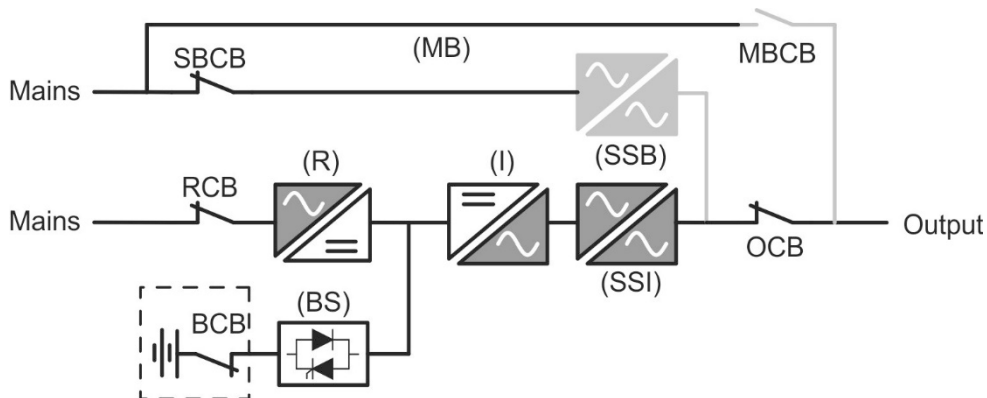 (MB)
MBCB
SBCB
Mains
(SSB)
(R)
(I)
RCB
Mains
Output
OCB
(SSI)
(BS)
BCB